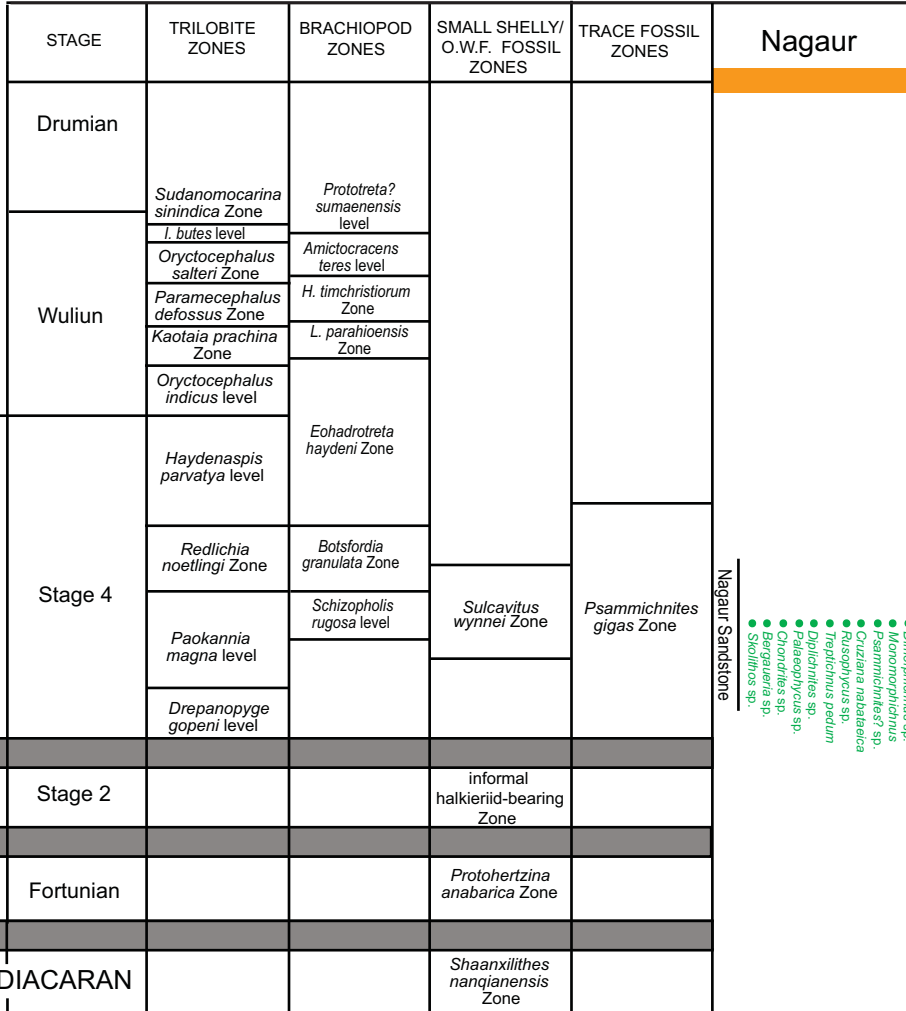 STAGE
TRILOBITE
ZONES
BRACHIOPOD
ZONES
SMALL SHELLY/
O.W.F. FOSSIL
ZONES
TRACE FOSSIL
ZONES
Nagaur
Drumian
Wuliun
Stage 4
Stage 2
Fortunian
DIACARAN
Sudanomocarina
sinindica Zone
I. butes level
Oryctocephalus
salteri Zone
Paramecephalus
defossus Zone
Kaotaia prachina
Zone
Oryctocephalus
indicus level
Haydenaspis
parvatya level
Redlichia
noetlingi Zone
Paokannia
magna level
Drepanopyge
gopeni level
Prototreta?
sumaenensis
level
Amictocracens
teres level
H. timchristiorum
Zone
L. parahioensis
Zone
Eohadrotreta
haydeni Zone
Botsfordia
granulata Zone
Schizopholis
rugosa level
Sulcavitus
wynnei Zone
informal
halkieriid-bearing
Zone
Protohertzina
anabarica Zone
Shaanxilithes
nanqianensis
Zone
Psammichnites
gigas Zone
Nagaur Sandstone
Monomorphichnus
Psammichnites? sp.
Cruziana nabataeica
Rusophycus sp.
Treptichnus pedum
Diplichnites sp.
Palaeophycus sp.
Chondrites sp.
Bergaueria sp.
Skolithos sp.